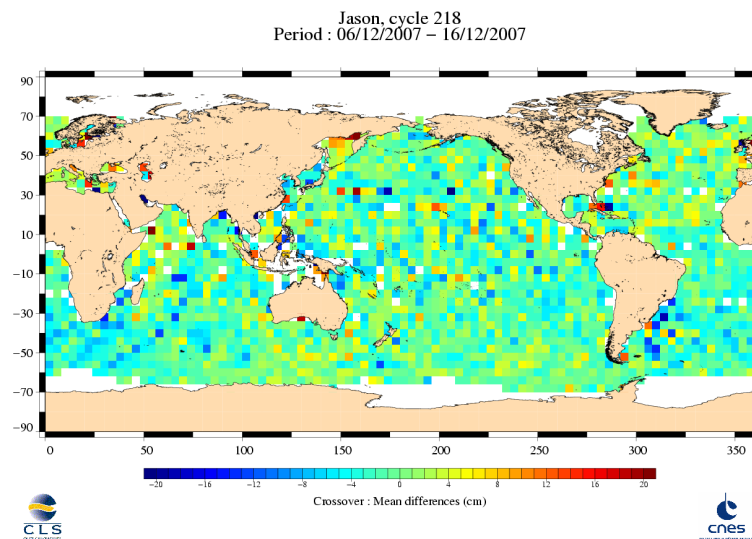 Jason, cycle 218
Period : 06/12/2007 − 16/12/2007
90
70
50
30
10
−10
−30
−50
−70
−90
0 50 100 150 200 250 300 350
−20 −16 −12 −8 −4 0 4 8 12 16 20
Crossover : Mean differences (cm)
CLS
cnes